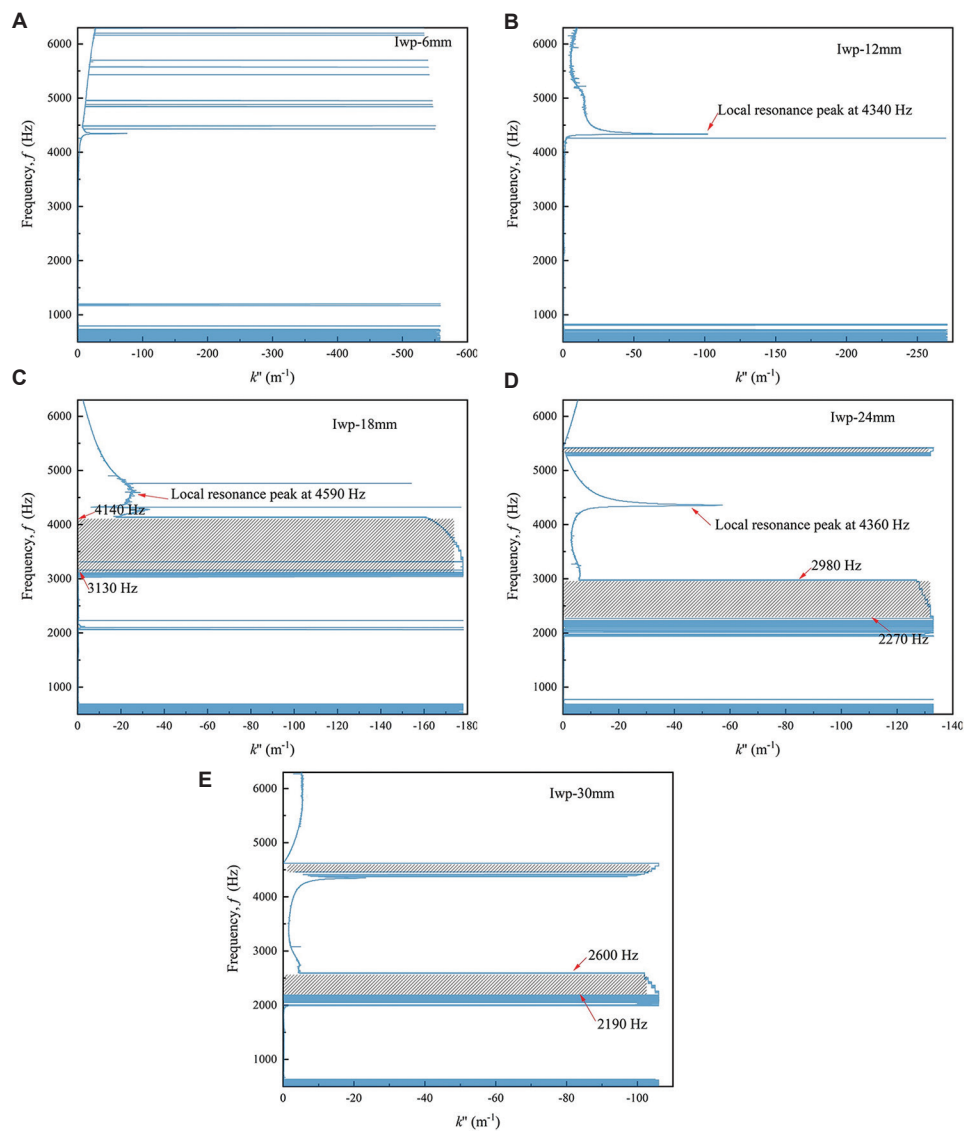 A
Iwp-6mm
6000
5000
4000
3000
2000
1000
Frequency, f (Hz)
0 -100 -200 -300 -400 -500 -600
k'' (m⁻¹)
B
Iwp-12mm
Local resonance peak at 4340 Hz
6000
5000
4000
3000
2000
1000
Frequency, f (Hz)
0 -50 -100 -150 -200 -250
k'' (m⁻¹)
C
Iwp-18mm
Local resonance peak at 4590 Hz
4140 Hz
3130 Hz
6000
5000
4000
3000
2000
1000
Frequency, f (Hz)
0 -20 -40 -60 -80 -100 -120 -140 -160 -180
k'' (m⁻¹)
D
Iwp-24mm
Local resonance peak at 4360 Hz
2980 Hz
2270 Hz
6000
5000
4000
3000
2000
1000
Frequency, f (Hz)
0 -20 -40 -60 -80 -100 -120 -140
k'' (m⁻¹)
E
Iwp-30mm
2600 Hz
2190 Hz
6000
5000
4000
3000
2000
1000
Frequency, f (Hz)
0 -20 -40 -60 -80 -100
k'' (m⁻¹)